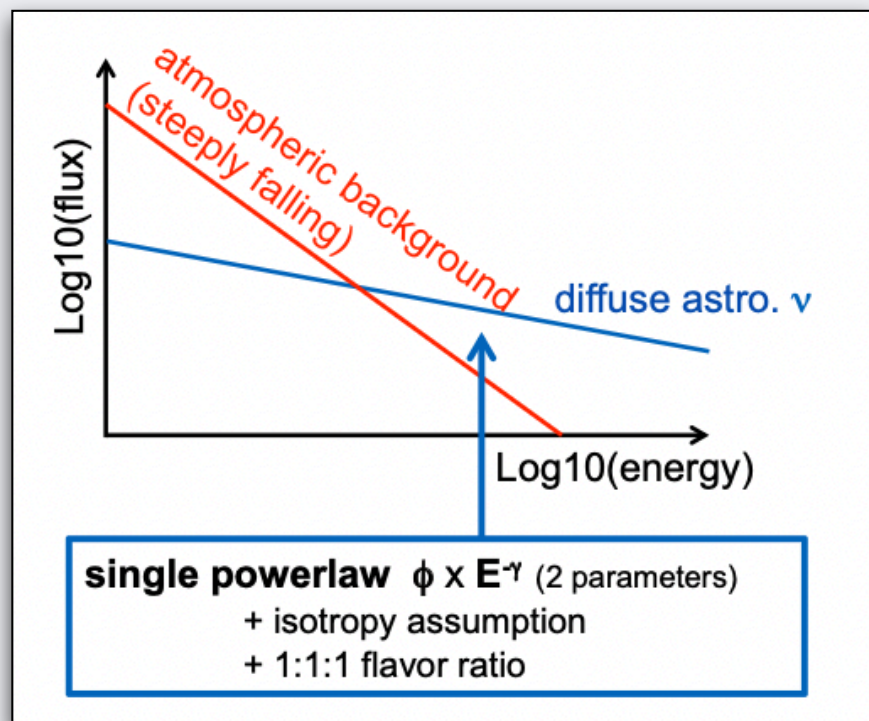 atmospheric background
(steeply falling)
Log10(flux)
diffuse astro. ν
Log10(energy)
single powerlaw ϕ x E-γ (2 parameters)
+ isotropy assumption
+ 1:1:1 flavor ratio